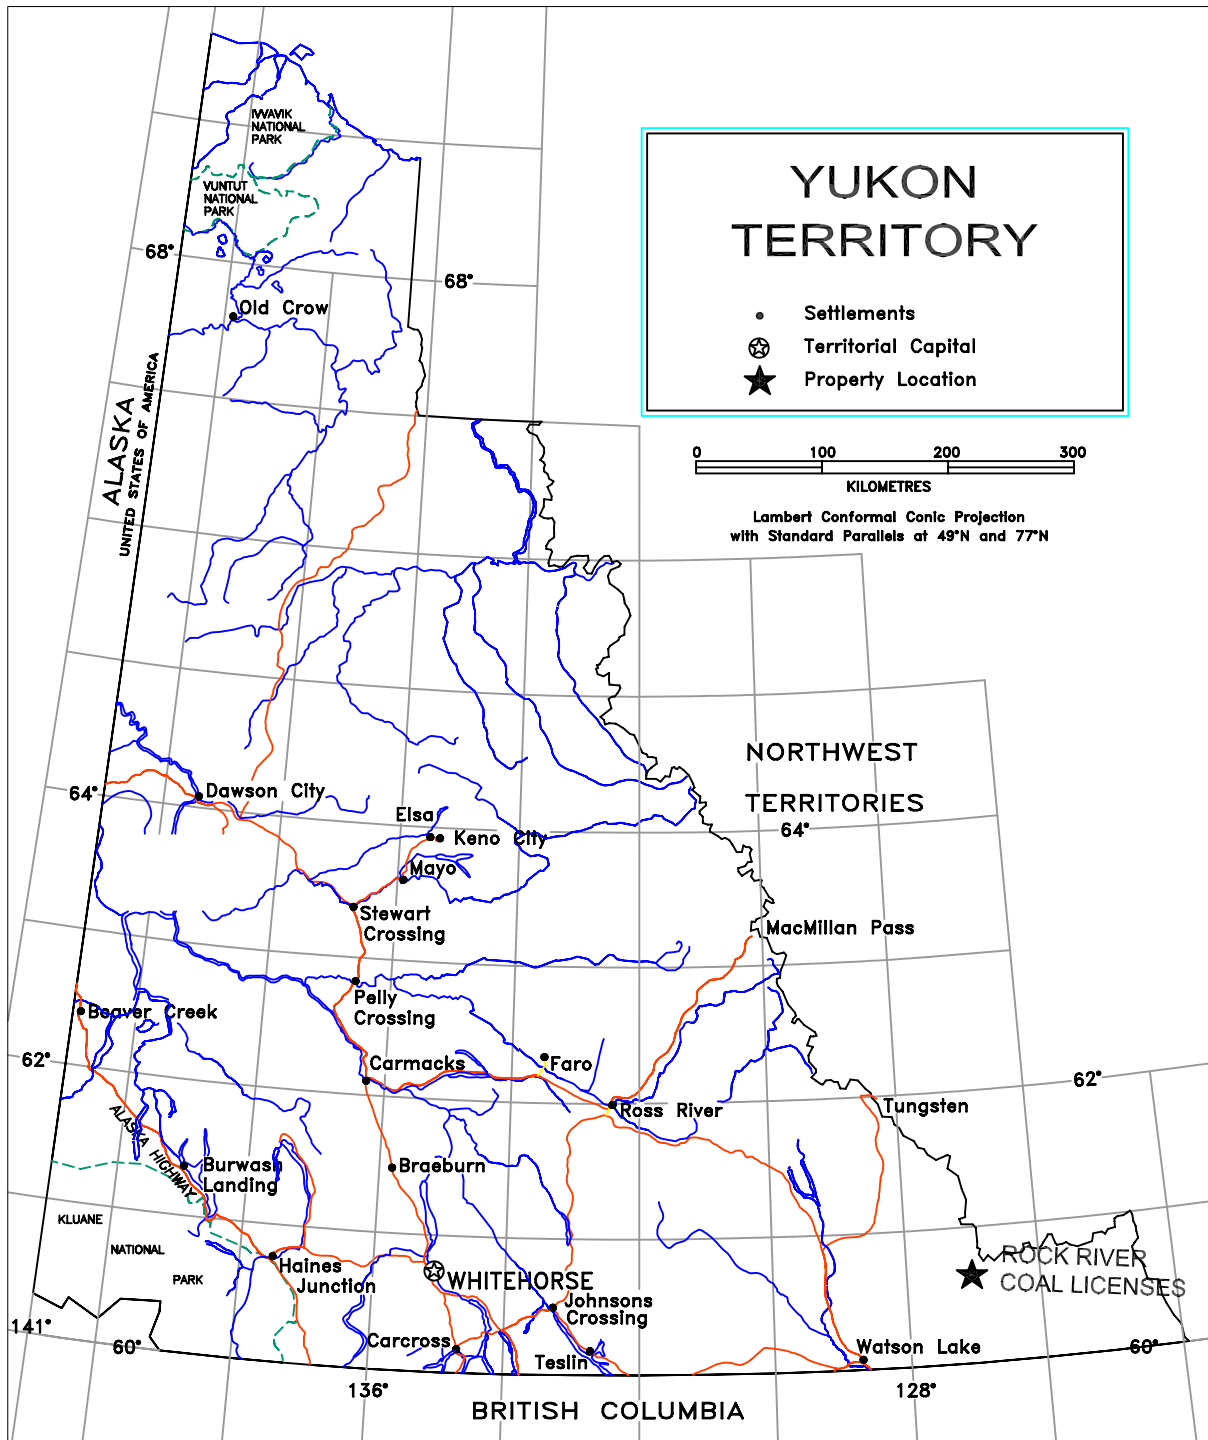 IVVAVIK
NATIONAL
PARK
VUNTUT
NATIONAL
PARK
YUKON
TERRITORY
Settlements
Territorial Capital
Property Location
68°
68°
Old Crow
ALASKA
UNITED STATES OF AMERICA
0 100 200 300
KILOMETRES
Lambert Conformal Conic Projection
with Standard Parallels at 49°N and 77°N
NORTHWEST
TERRITORIES
64°
64°
Dawson City
Elsa
Keno City
Mayo
Stewart
Crossing
MacMillan Pass
Pelly
Crossing
Beaver Creek
62°
62°
Carmacks
Faro
Ross River
Tungsten
ALASKA HIGHWAY
Burwash
Landing
Braeburn
KLUANE
NATIONAL
PARK
Haines
Junction
WHITEHORSE
ROCK RIVER
COAL LICENSES
Johnsons
Crossing
Carcross
Teslin
Watson Lake
141°
60°
60°
136°
128°
BRITISH COLUMBIA